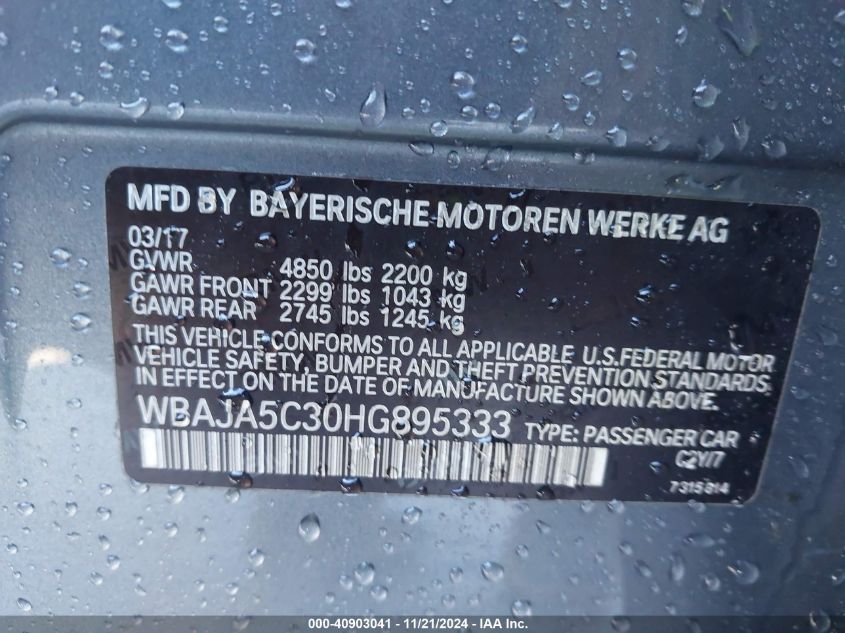 MFD BY BAYERISCHE MOTOREN WERKE AG
03/17
GVWR 4850 lbs 2200 kg
GAWR FRONT 2299 lbs 1043 kg
GAWR REAR 2745 lbs 1245 kg
THIS VEHICLE CONFORMS TO ALL APPLICABLE U.S.FEDERAL MOTOR
VEHICLE SAFETY, BUMPER AND THEFT PREVENTION STANDARDS
IN EFFECT ON THE DATE OF MANUFACTURE SHOWN ABOVE.
WBAJA5C30HG895333 TYPE: PASSENGER CAR
C2Y/7
7315814
000-40903041 - 11/21/2024 - IAA Inc.